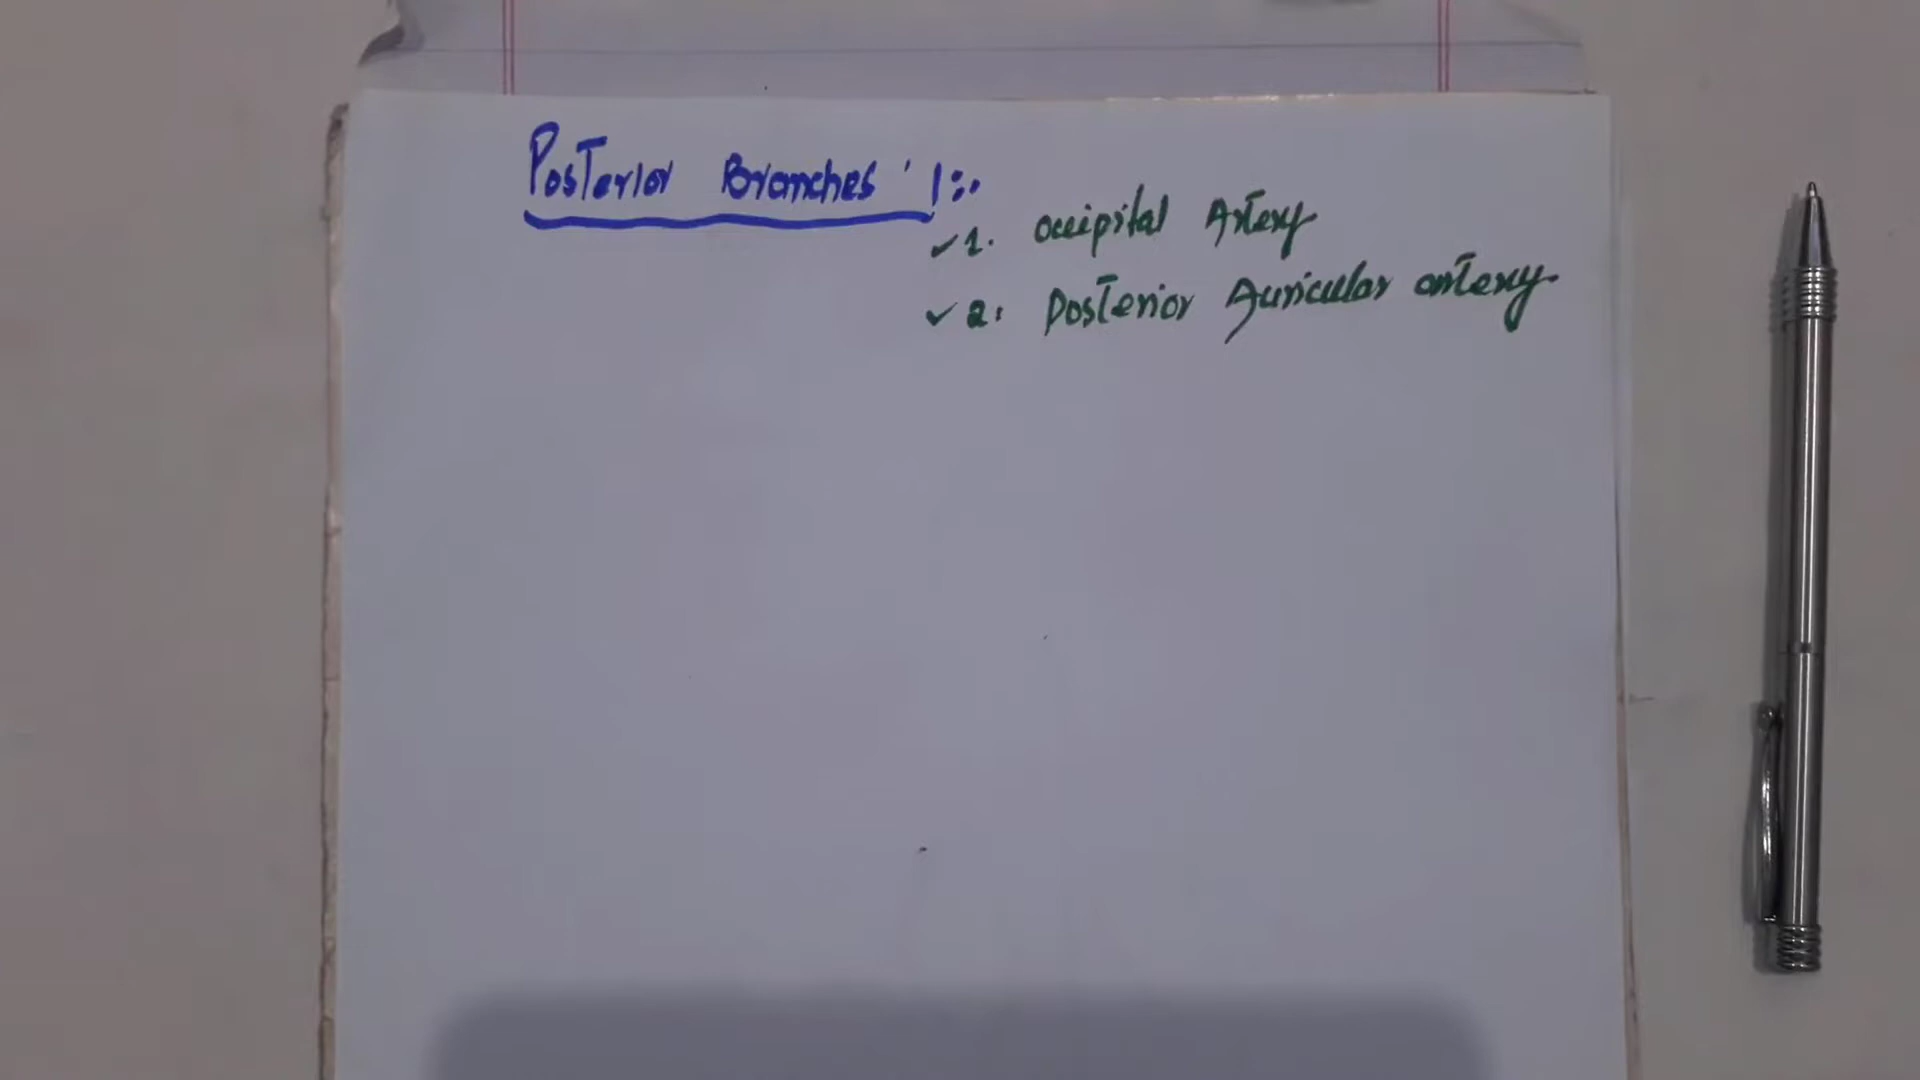 Posterior Branches :-
✓1. Occipital Artery
✓2. Posterior Auricular artery